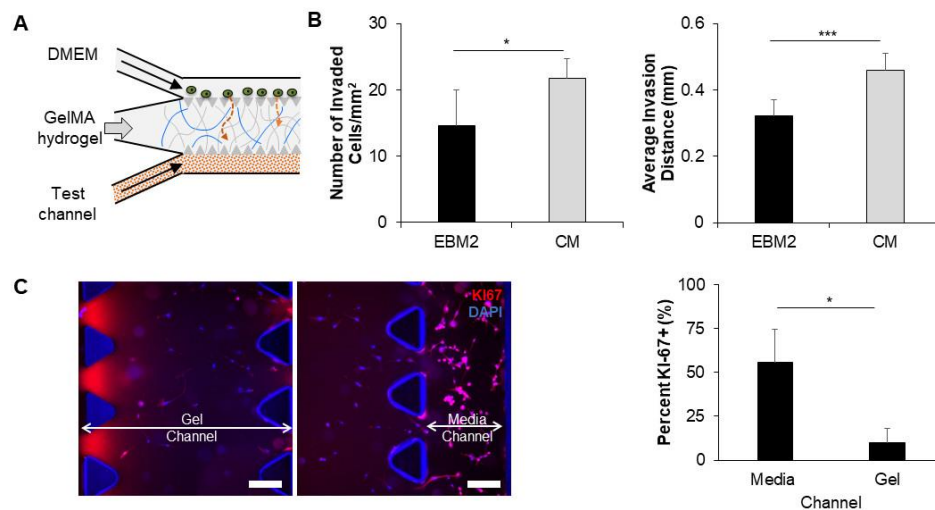 A
DMEM
GelMA
hydrogel
Test
channel
B
Number of Invaded
Cells/mm²
30
20
10
0
*
EBM2
CM
Average Invasion
Distance (mm)
0.6
0.4
0.2
0
***
EBM2
CM
C
Gel
Channel
KI67
DAPI
Media
Channel
Percent KI-67+ (%)
100
75
50
25
0
*
Media
Gel
Channel